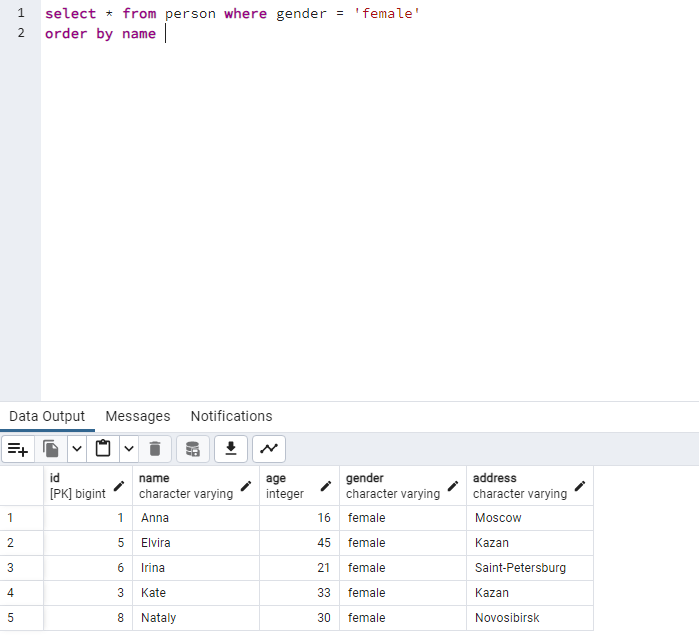 1 select * from person where gender = 'female'
2 order by name
Data Output Messages Notifications
id name age gender address
[PK] bigint character varying integer character varying character varying
1 1 Anna 16 female Moscow
2 5 Elvira 45 female Kazan
3 6 Irina 21 female Saint-Petersburg
4 3 Kate 33 female Kazan
5 8 Nataly 30 female Novosibirsk